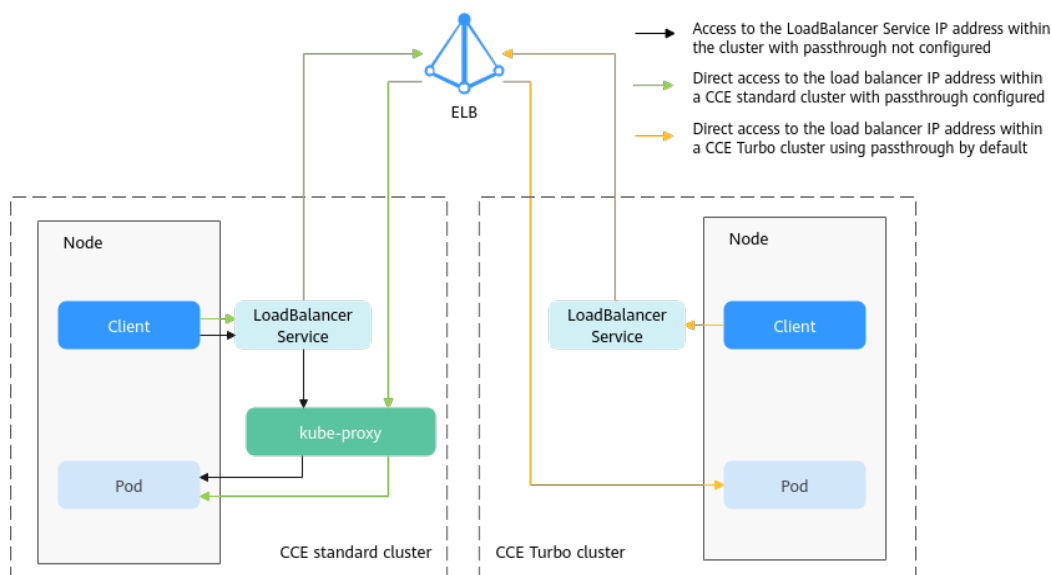 ELB
Access to the LoadBalancer Service IP address within
the cluster with passthrough not configured
Direct access to the load balancer IP address within
a CCE standard cluster with passthrough configured
Direct access to the load balancer IP address within
a CCE Turbo cluster using passthrough by default
Node
Client
LoadBalancer
Service
kube-proxy
Pod
CCE standard cluster
Node
LoadBalancer
Service
Client
Pod
CCE Turbo cluster